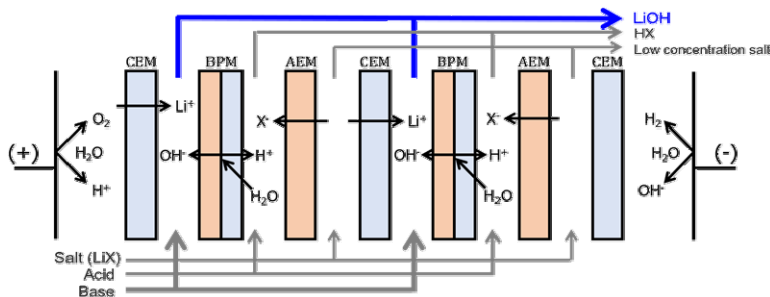 LiOH
HX
Low concentration salt
CEM BPM AEM CEM BPM AEM CEM
O₂ Li⁺ X⁻ Li⁺ X⁻ H₂
(+) H₂O OH⁻ H⁺ OH⁻ H⁺ H₂O (-)
H⁺ H₂O H₂O OH⁻
Salt (LiX)
Acid
Base